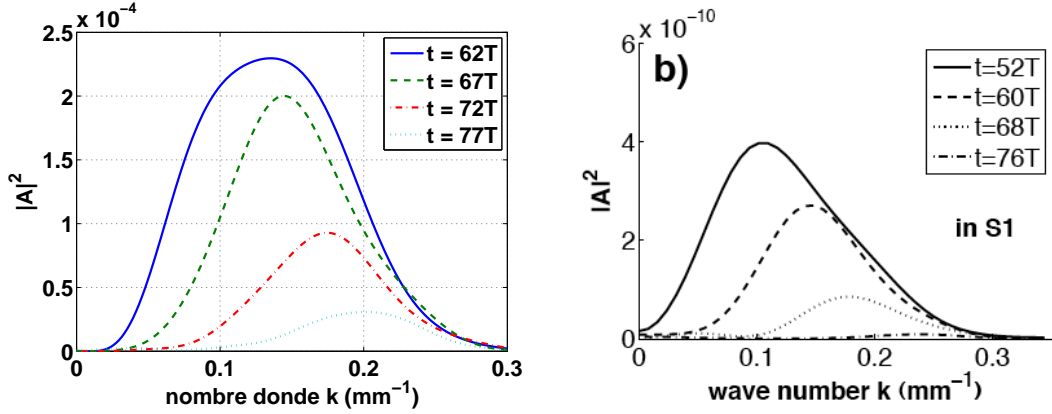 x 10⁻⁴
2.5
2
1.5
1
0.5
0
|A|²
t = 62T
t = 67T
t = 72T
t = 77T
0 0.1 0.2 0.3
nombre donde k (mm⁻¹)
x 10⁻¹⁰
6
4
2
0
|A|²
b)
t=52T
t=60T
t=68T
t=76T
in S1
0 0.1 0.2 0.3
wave number k (mm⁻¹)